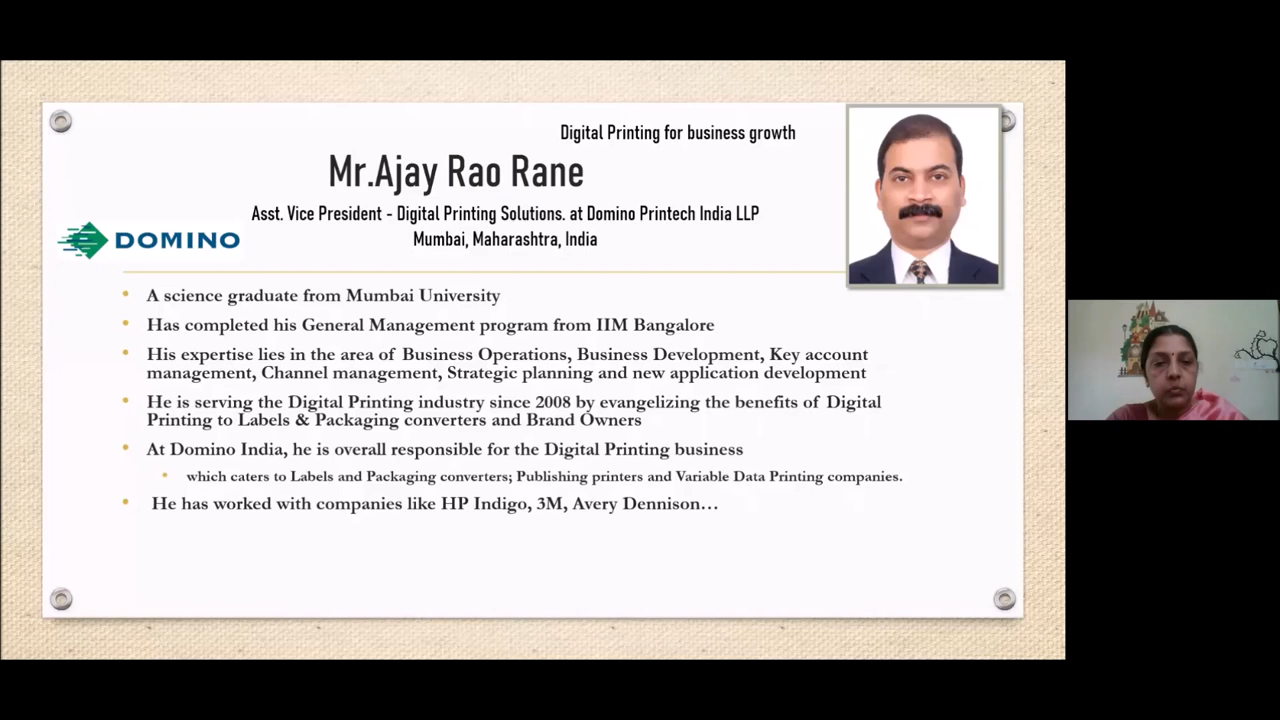 Digital Printing for business growth
Mr.Ajay Rao Rane
Asst. Vice President - Digital Printing Solutions. at Domino Printech India LLP
DOMINO
Mumbai, Maharashtra, India
• A science graduate from Mumbai University
• Has completed his General Management program from IIM Bangalore
• His expertise lies in the area of Business Operations, Business Development, Key account
management, Channel management, Strategic planning and new application development
• He is serving the Digital Printing industry since 2008 by evangelizing the benefits of Digital
Printing to Labels & Packaging converters and Brand Owners
• At Domino India, he is overall responsible for the Digital Printing business
• which caters to Labels and Packaging converters; Publishing printers and Variable Data Printing companies.
• He has worked with companies like HP Indigo, 3M, Avery Dennison…